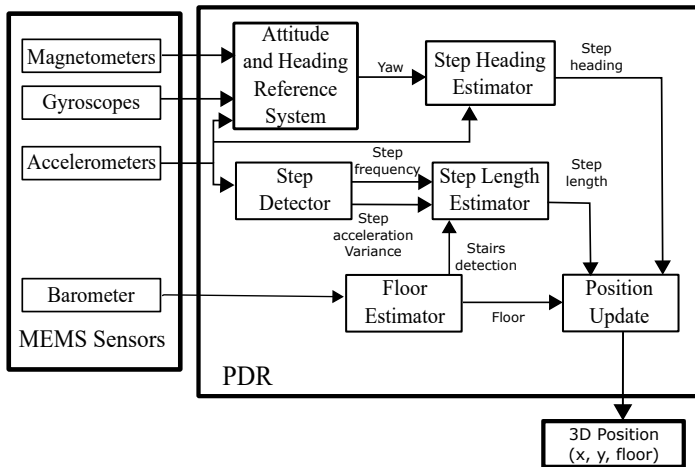 Magnetometers
Gyroscopes
Accelerometers
Barometer
MEMS Sensors
Attitude
and Heading
Reference
System
Yaw
Step Heading
Estimator
Step
heading
Step
Detector
Step
frequency
Step
acceleration
Variance
Step Length
Estimator
Step
length
Stairs
detection
Floor
Estimator
Floor
Position
Update
PDR
3D Position
(x, y, floor)